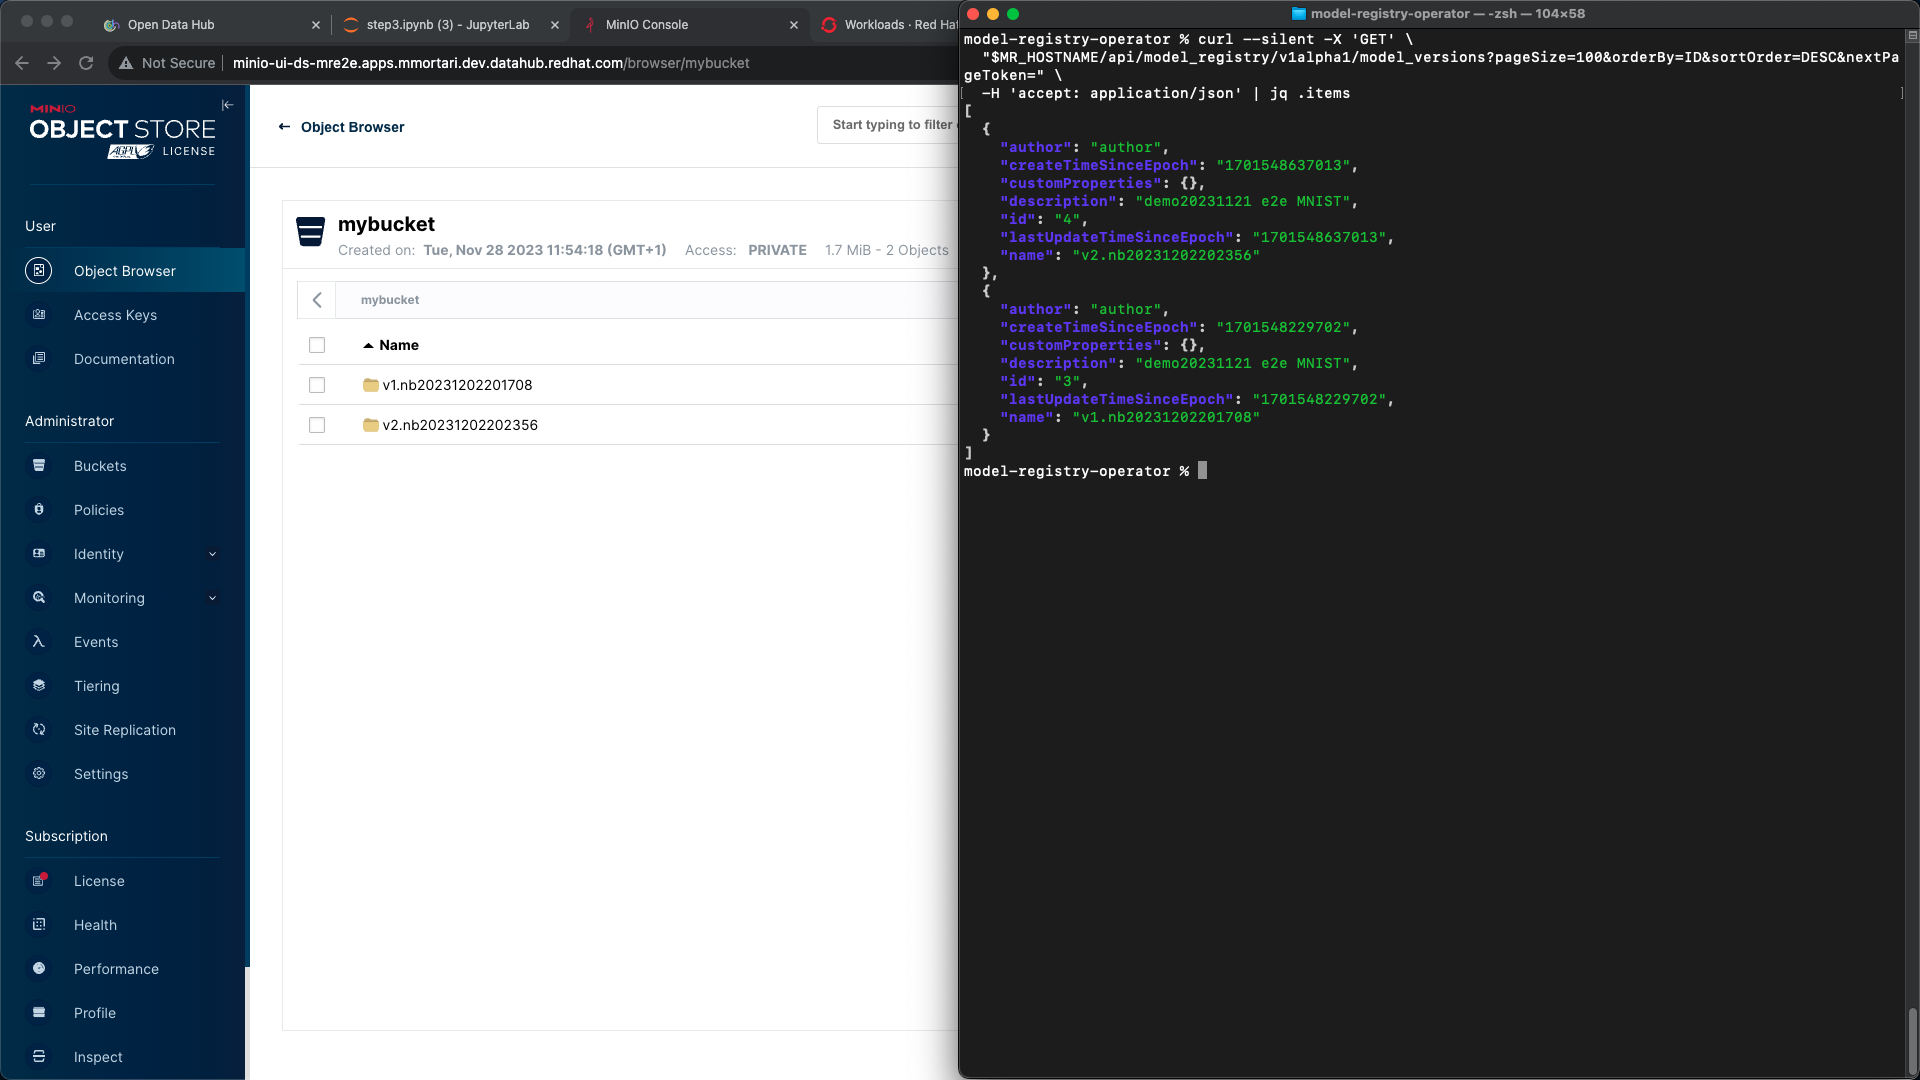 Open Data Hub
step3.ipynb (3) - JupyterLab
MinIO Console
Workloads · Red Hat
Not Secure
minio-ui-ds-mre2e.apps.mmortari.dev.datahub.redhat.com/browser/mybucket
MINIO
OBJECT STORE
AGPL LICENSE
User
Object Browser
Access Keys
Documentation
Administrator
Buckets
Policies
Identity
Monitoring
Events
Tiering
Site Replication
Settings
Subscription
License
Health
Performance
Profile
Inspect
Object Browser
Start typing to filter
mybucket
Created on: Tue, Nov 28 2023 11:54:18 (GMT+1) Access: PRIVATE 1.7 MiB - 2 Objects
mybucket
Name
v1.nb20231202201708
v2.nb20231202202356
model-registry-operator — -zsh — 104×58
model-registry-operator % curl --silent -X 'GET' \
"$MR_HOSTNAME/api/model_registry/v1alpha1/model_versions?pageSize=100&orderBy=ID&sortOrder=DESC&nextPa
geToken=" \
-H 'accept: application/json' | jq .items
[
{
"author": "author",
"createTimeSinceEpoch": "1701548637013",
"customProperties": {},
"description": "demo20231121 e2e MNIST",
"id": "4",
"lastUpdateTimeSinceEpoch": "1701548637013",
"name": "v2.nb20231202202356"
},
{
"author": "author",
"createTimeSinceEpoch": "1701548229702",
"customProperties": {},
"description": "demo20231121 e2e MNIST",
"id": "3",
"lastUpdateTimeSinceEpoch": "1701548229702",
"name": "v1.nb20231202201708"
}
]
model-registry-operator %